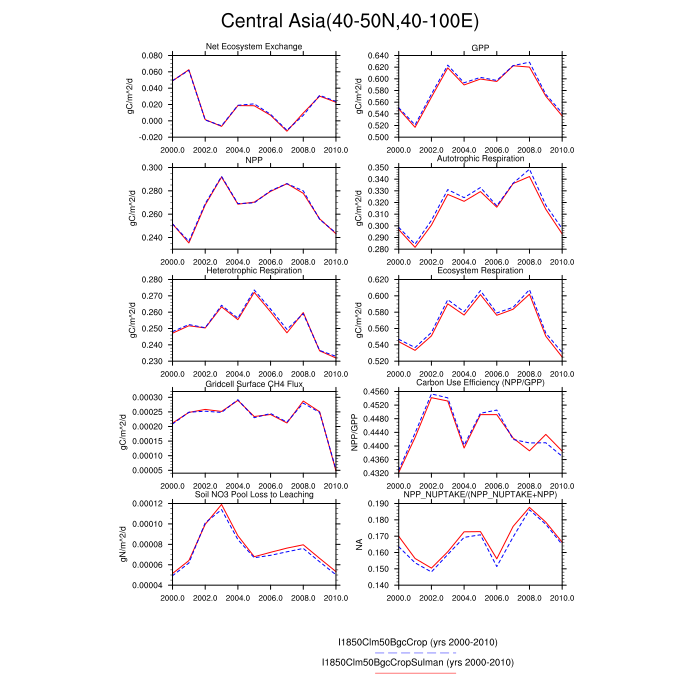 Central Asia(40-50N,40-100E)
Net Ecosystem Exchange
gC/m^2/d
0.080
0.060
0.040
0.020
0.000
-0.020
2000.0 2002.0 2004.0 2006.0 2008.0 2010.0
GPP
gC/m^2/d
0.640
0.620
0.600
0.580
0.560
0.540
0.520
0.500
2000.0 2002.0 2004.0 2006.0 2008.0 2010.0
NPP
gC/m^2/d
0.300
0.280
0.260
0.240
2000.0 2002.0 2004.0 2006.0 2008.0 2010.0
Autotrophic Respiration
gC/m^2/d
0.350
0.340
0.330
0.320
0.310
0.300
0.290
0.280
2000.0 2002.0 2004.0 2006.0 2008.0 2010.0
Heterotrophic Respiration
gC/m^2/d
0.280
0.270
0.260
0.250
0.240
0.230
2000.0 2002.0 2004.0 2006.0 2008.0 2010.0
Ecosystem Respiration
gC/m^2/d
0.620
0.600
0.580
0.560
0.540
0.520
2000.0 2002.0 2004.0 2006.0 2008.0 2010.0
Gridcell Surface CH4 Flux
gC/m^2/d
0.00030
0.00025
0.00020
0.00015
0.00010
0.00005
2000.0 2002.0 2004.0 2006.0 2008.0 2010.0
Carbon Use Efficiency (NPP/GPP)
NPP/GPP
0.4560
0.4520
0.4480
0.4440
0.4400
0.4360
0.4320
2000.0 2002.0 2004.0 2006.0 2008.0 2010.0
Soil NO3 Pool Loss to Leaching
gN/m^2/d
0.00012
0.00010
0.00008
0.00006
0.00004
2000.0 2002.0 2004.0 2006.0 2008.0 2010.0
NPP_NUPTAKE/(NPP_NUPTAKE+NPP)
NA
0.190
0.180
0.170
0.160
0.150
0.140
2000.0 2002.0 2004.0 2006.0 2008.0 2010.0
I1850Clm50BgcCrop (yrs 2000-2010)
I1850Clm50BgcCropSulman (yrs 2000-2010)